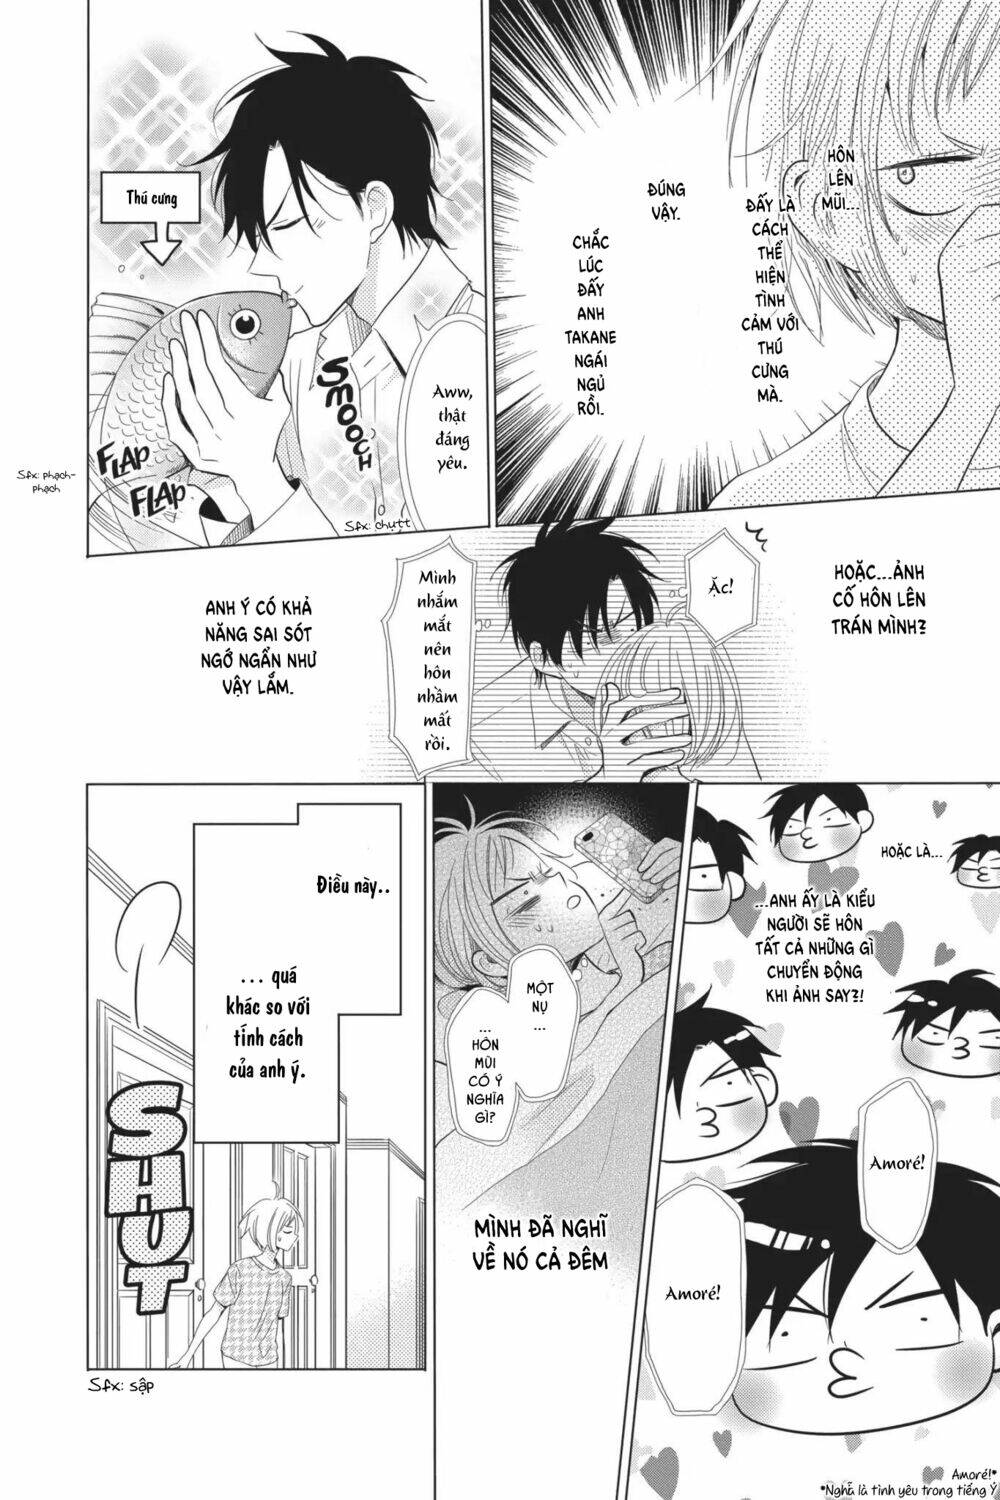 HÔN
LÊN
MŨI...
ĐẤY LÀ
CÁCH
THỂ
HIỆN
TÌNH
CẢM VỚI
THÚ
CƯNG
MÀ.
ĐÚNG
VẬY.
CHẮC
LÚC
ĐẤY
ANH
TAKANE
NGÁI
NGỦ
RỒI.
Thú cưng
Aww,
thật
đáng
yêu.
SMOOCH
Sfx: chụtt
FLAP
FLAP
Sfx: phạch-
phạch
HOẶC...ẢNH
CỐ HÔN LÊN
TRÁN MÌNH?
Ặc!
Mình
nhắm
mắt
nên
hôn
nhầm
mất
rồi.
ANH Ý CÓ KHẢ
NĂNG SAI SÓT
NGỚ NGẨN NHƯ
VẬY LẮM.
HOẶC LÀ...
...ANH ẤY LÀ KIỂU
NGƯỜI SẼ HÔN
TẤT CẢ NHỮNG GÌ
CHUYỂN ĐỘNG
KHI ẢNH SAY?!
Amoré!
Amoré!
Amoré!*
*Nghĩa là tình yêu trong tiếng Ý
MỘT
NỤ
...
...
HÔN
MŨI
CÓ Ý
NGHĨA
GÌ?
MÌNH ĐÃ NGHĨ
VỀ NÓ CẢ ĐÊM
Điều này..
... quá
khác so với
tính cách
của anh ý.
SHUT
Sfx: sập